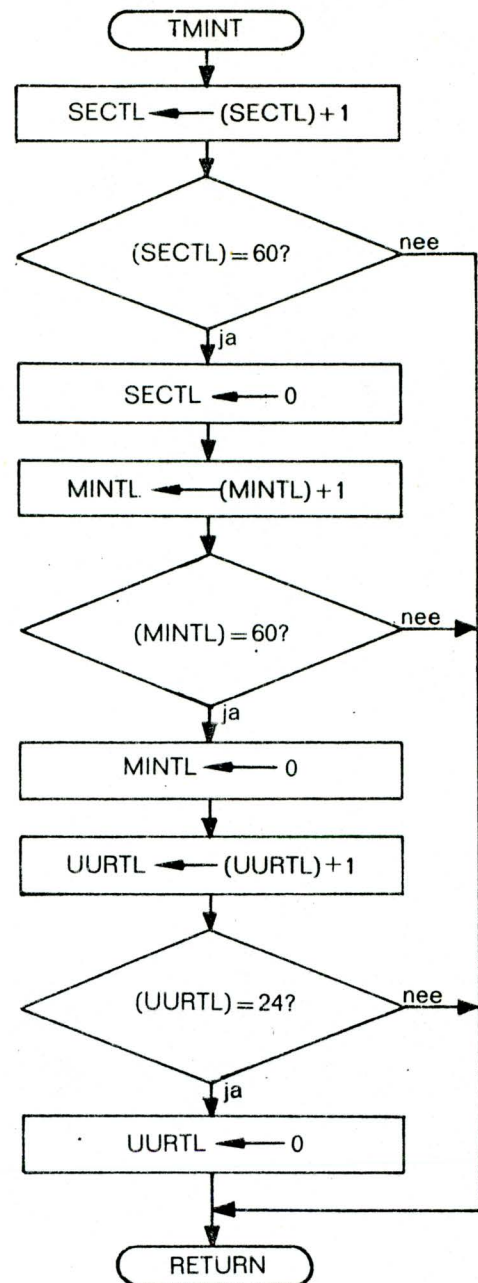 TMINT
SECTL ← (SECTL)+1
(SECTL)=60?
nee
ja
SECTL ← 0
MINTL ← (MINTL)+1
(MINTL)=60?
nee
ja
MINTL ← 0
UURTL ← (UURTL)+1
(UURTL)=24?
nee
ja
UURTL ← 0
RETURN